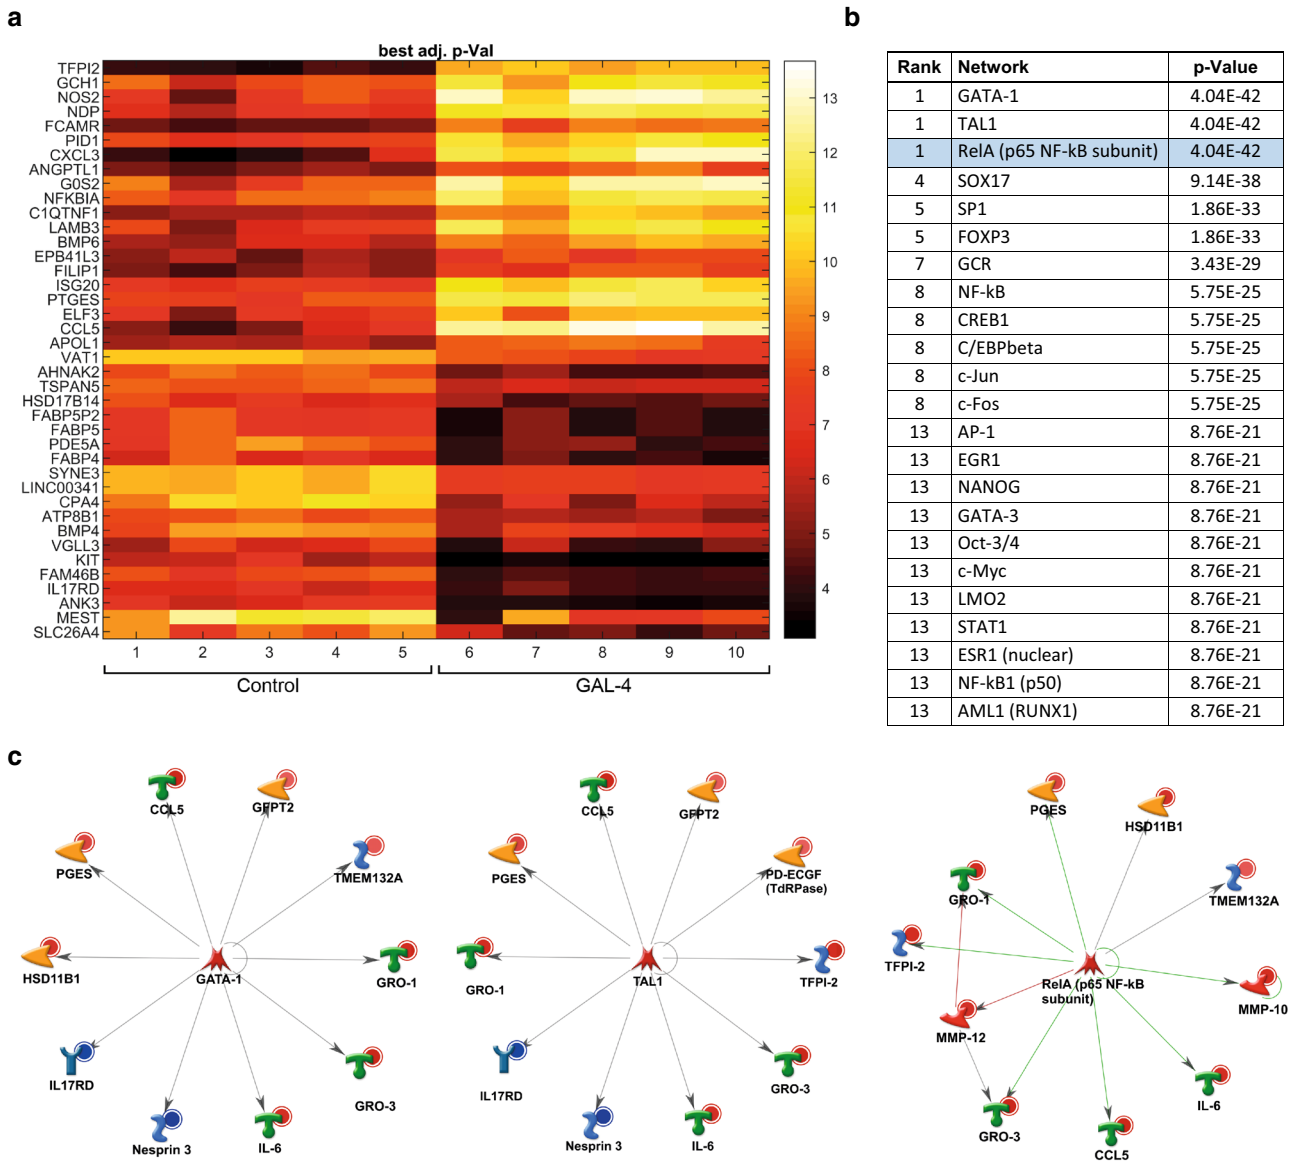 a
best adj. p-Val
TFPI2
GCH1
NOS2
NDP
FCAMR
PID1
CXCL3
ANGPTL1
G0S2
NFKBIA
C1QTNF1
LAMB3
BMP6
EPB41L3
FILIP1
ISG20
PTGES
ELF3
CCL5
APOL1
VAT1
AHNAK2
TSPAN5
HSD17B14
FABP5P2
FABP5
PDE5A
FABP4
SYNE3
LINC00341
CPA4
ATP8B1
BMP4
VGLL3
KIT
FAM46B
IL17RD
ANK3
MEST
SLC26A4
1 2 3 4 5 6 7 8 9 10
Control GAL-4
13
12
11
10
9
8
7
6
5
4
b
Rank Network p-Value
1 GATA-1 4.04E-42
1 TAL1 4.04E-42
1 RelA (p65 NF-kB subunit) 4.04E-42
4 SOX17 9.14E-38
5 SP1 1.86E-33
5 FOXP3 1.86E-33
7 GCR 3.43E-29
8 NF-kB 5.75E-25
8 CREB1 5.75E-25
8 C/EBPbeta 5.75E-25
8 c-Jun 5.75E-25
8 c-Fos 5.75E-25
13 AP-1 8.76E-21
13 EGR1 8.76E-21
13 NANOG 8.76E-21
13 GATA-3 8.76E-21
13 Oct-3/4 8.76E-21
13 c-Myc 8.76E-21
13 LMO2 8.76E-21
13 STAT1 8.76E-21
13 ESR1 (nuclear) 8.76E-21
13 NF-kB1 (p50) 8.76E-21
13 AML1 (RUNX1) 8.76E-21
c
CCL5
GFPT2
PGES
TMEM132A
HSD11B1
GATA-1
GRO-1
IL17RD
GRO-3
Nesprin 3
IL-6
CCL5
GFPT2
PGES
PD-ECGF
(TdRPase)
GRO-1
TAL1
TFPI-2
IL17RD
GRO-3
Nesprin 3
IL-6
PGES
HSD11B1
GRO-1
TMEM132A
TFPI-2
RelA (p65 NF-kB
subunit)
MMP-10
MMP-12
IL-6
GRO-3
CCL5